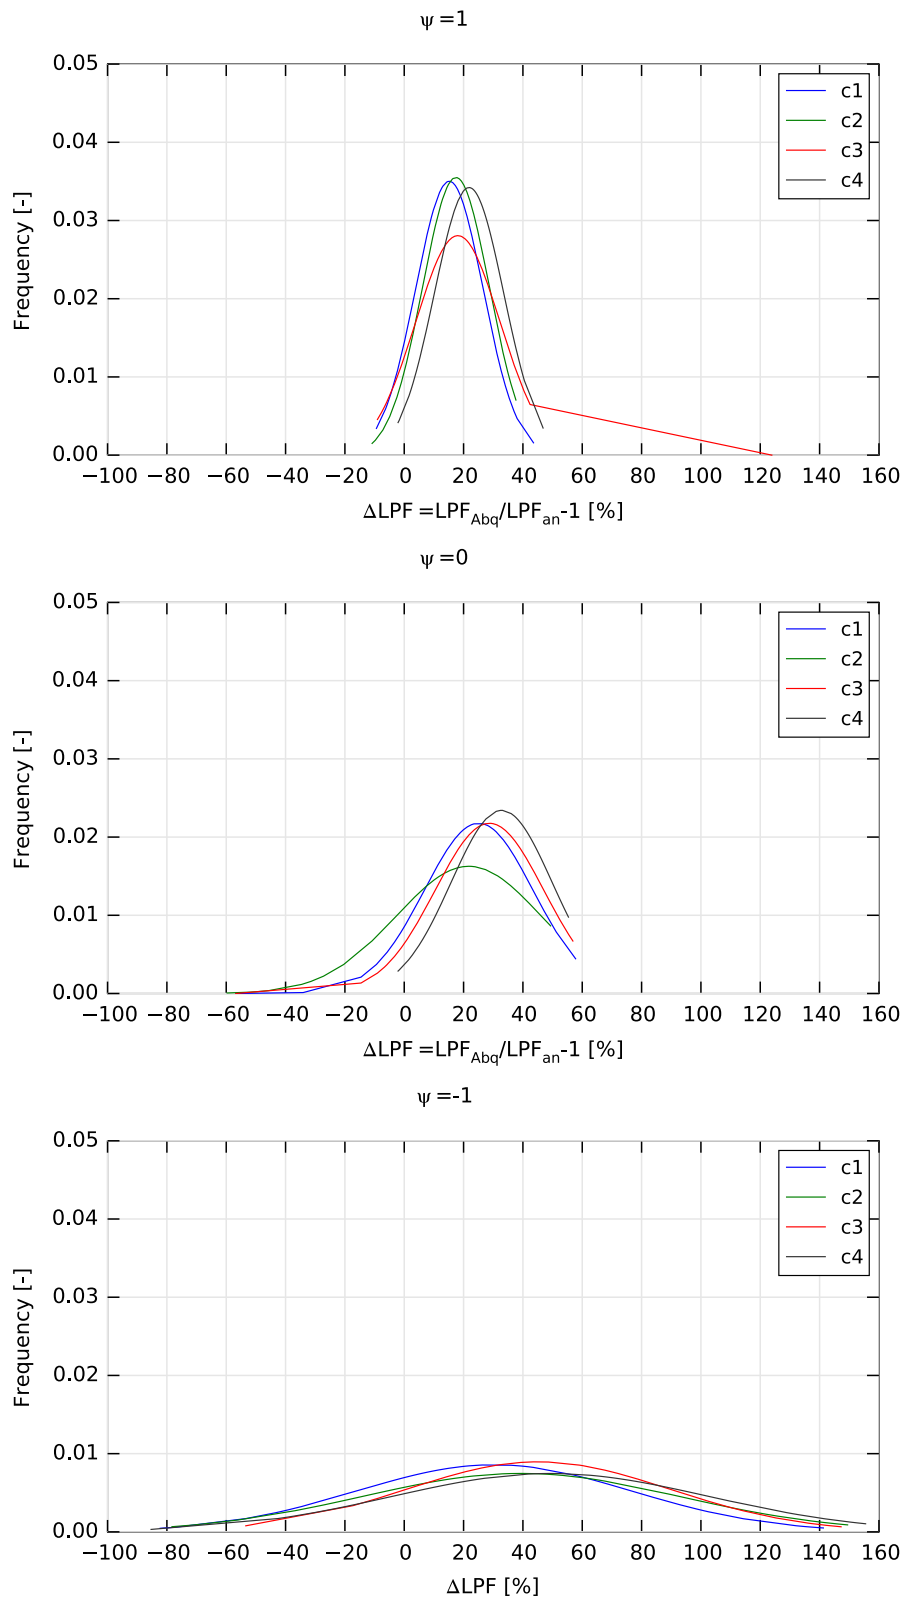 ψ=1
0.05
0.04
0.03
0.02
0.01
0.00
Frequency [-]
c1
c2
c3
c4
−100 −80 −60 −40 −20 0 20 40 60 80 100 120 140 160
ΔLPF=LPF_Abq/LPF_an-1 [%]
ψ=0
0.05
0.04
0.03
0.02
0.01
0.00
Frequency [-]
c1
c2
c3
c4
−100 −80 −60 −40 −20 0 20 40 60 80 100 120 140 160
ΔLPF=LPF_Abq/LPF_an-1 [%]
ψ=-1
0.05
0.04
0.03
0.02
0.01
0.00
Frequency [-]
c1
c2
c3
c4
−100 −80 −60 −40 −20 0 20 40 60 80 100 120 140 160
ΔLPF [%]